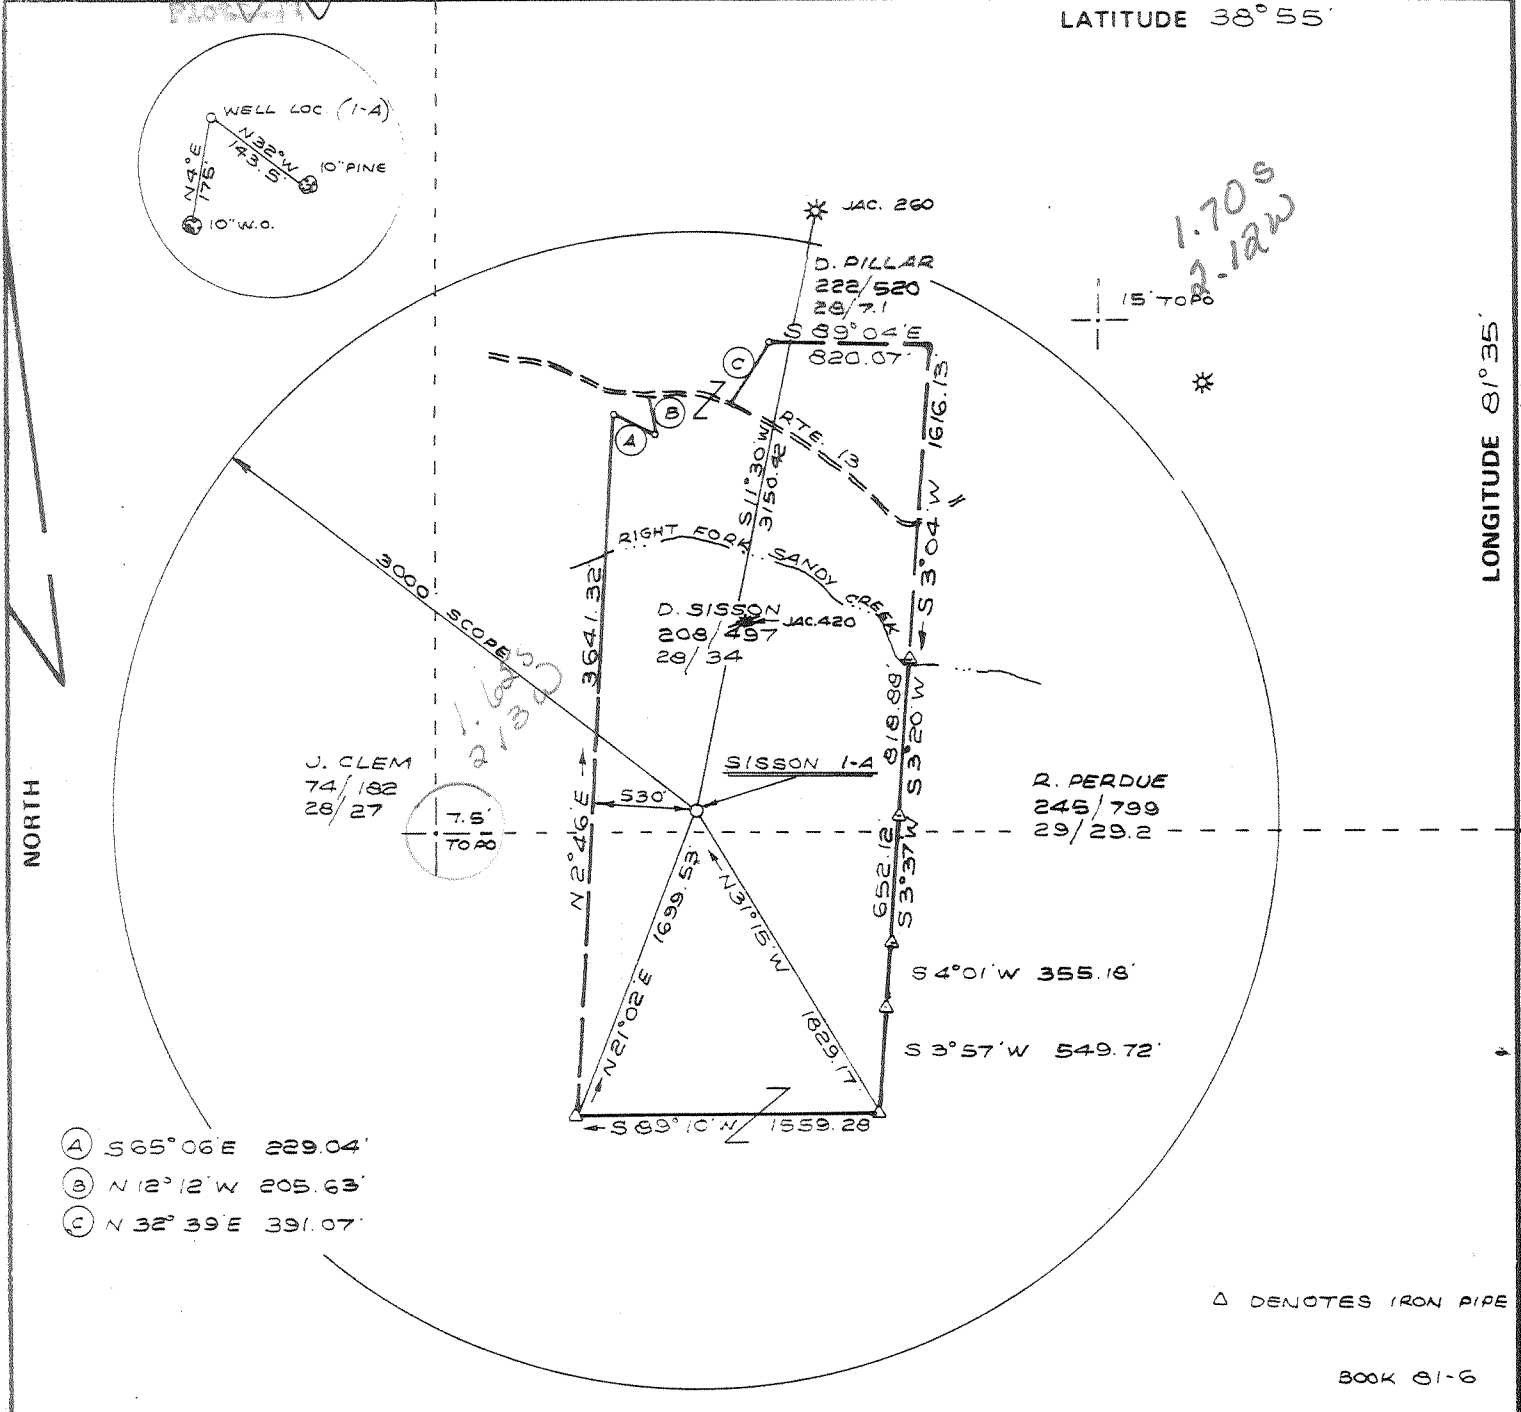 LATITUDE 38°55'
WELL LOC. (1-A)
N32°W
143.5'
10" PINE
N4°E
175'
10" W.O.
JAC. 260
1.70 S
2.12 W
15' TOPO
LONGITUDE 81°35'
D. PILLAR
222/520
28/7.1
S 89°04' E
820.07'
C
B
A
RTE. 13
1616.13'
S 3°04' W
S 11°30' W
3150.42'
RIGHT FORK SANDY CREEK
3000' SCOPE
3641.32'
N 2°46' E
D. SISSON
208/497
28/34
JAC. 420
818.88'
S 3°20' W
J. CLEM
74/182
28/27
7.5'
TOPO
530'
SISSON 1-A
R. PERDUE
245/799
29/29.2
NORTH
652.12'
S 3°37' W
1699.53'
N 21°02' E
N 31°15' W
1829.17'
S 4°01' W 355.18'
S 3°57' W 549.72'
S 89°10' W 1559.28'
A S 65°06' E 229.04'
B N 12°12' W 205.63'
C N 32°39' E 391.07'
△ DENOTES IRON PIPE
BOOK 81-6